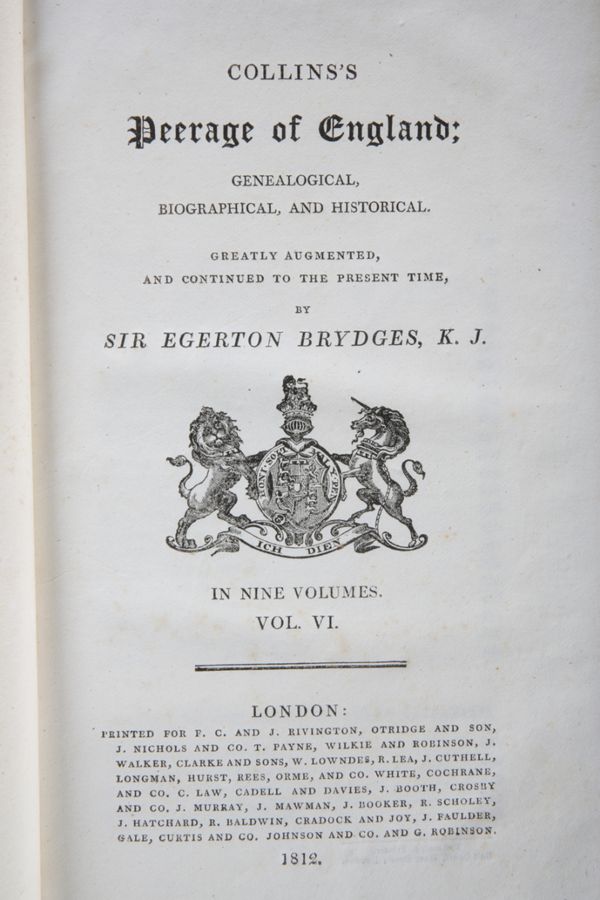 COLLINS'S
Peerage of England;
GENEALOGICAL,
BIOGRAPHICAL, AND HISTORICAL.
GREATLY AUGMENTED,
AND CONTINUED TO THE PRESENT TIME,
BY
SIR EGERTON BRYDGES, K. J.
HONI SOIT
ICH DIEN
IN NINE VOLUMES.
VOL. VI.
LONDON:
PRINTED FOR F. C. AND J. RIVINGTON, OTRIDGE AND SON,
J. NICHOLS AND CO. T. PAYNE, WILKIE AND ROBINSON, J.
WALKER, CLARKE AND SONS, W. LOWNDES, R. LEA, J. CUTHELL,
LONGMAN, HURST, REES, ORME, AND CO. WHITE, COCHRANE,
AND CO. C. LAW, CADELL AND DAVIES, J. BOOTH, CROSBY
AND CO. J. MURRAY, J. MAWMAN, J. BOOKER, R. SCHOLEY,
J. HATCHARD, R. BALDWIN, CRADOCK AND JOY, J. FAULDER,
GALE, CURTIS AND CO. JOHNSON AND CO. AND G. ROBINSON.
1812.